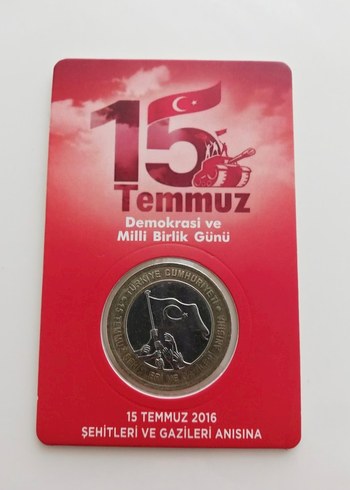 15
Temmuz
Demokrasi ve
Milli Birlik Günü
TÜRKİYE CUMHURİYETİ
15 TEMMUZ 2016
ŞEHİTLERİ VE GAZİLERİ ANISINA